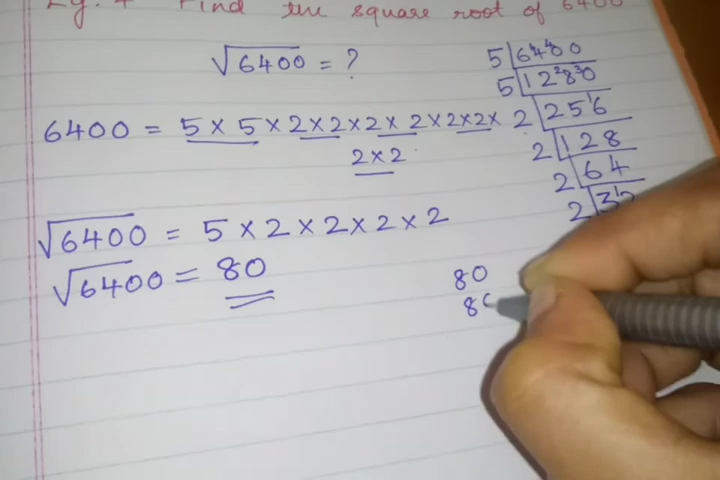 Find the square root of 6400
√6400 = ?
6400 = 5 × 5 × 2 × 2 × 2 × 2 × 2 × 2 ×
2 × 2
√6400 = 5 × 2 × 2 × 2 × 2
√6400 = 80
5 6400
5 1280
2 256
2 128
2 64
2 32
80
8